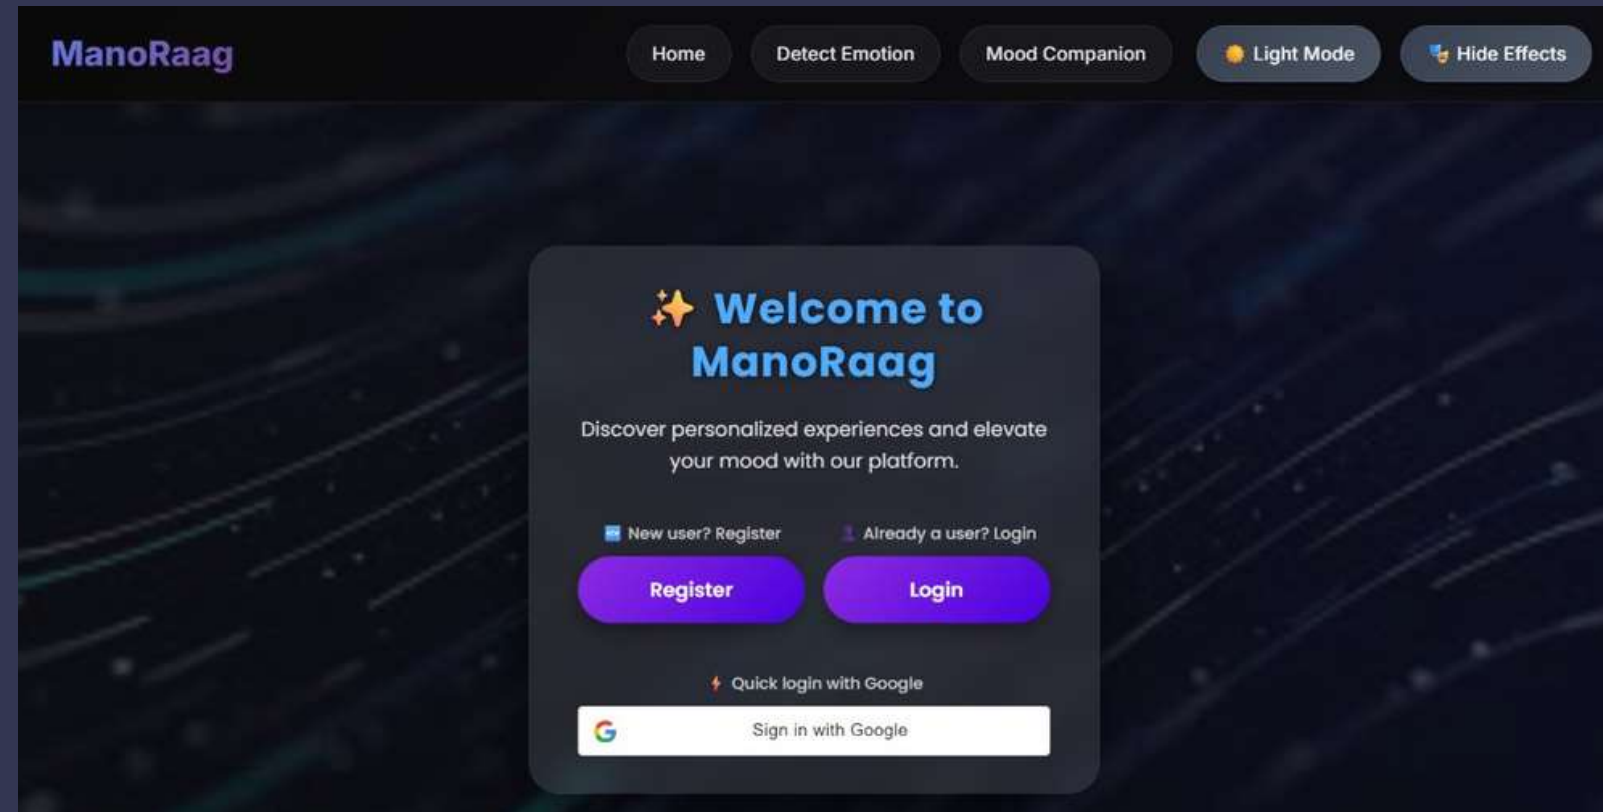 ManoRaag
Home
Detect Emotion
Mood Companion
Light Mode
Hide Effects
Welcome to
ManoRaag
Discover personalized experiences and elevate
your mood with our platform.
New user? Register
Already a user? Login
Register
Login
Quick login with Google
Sign in with Google